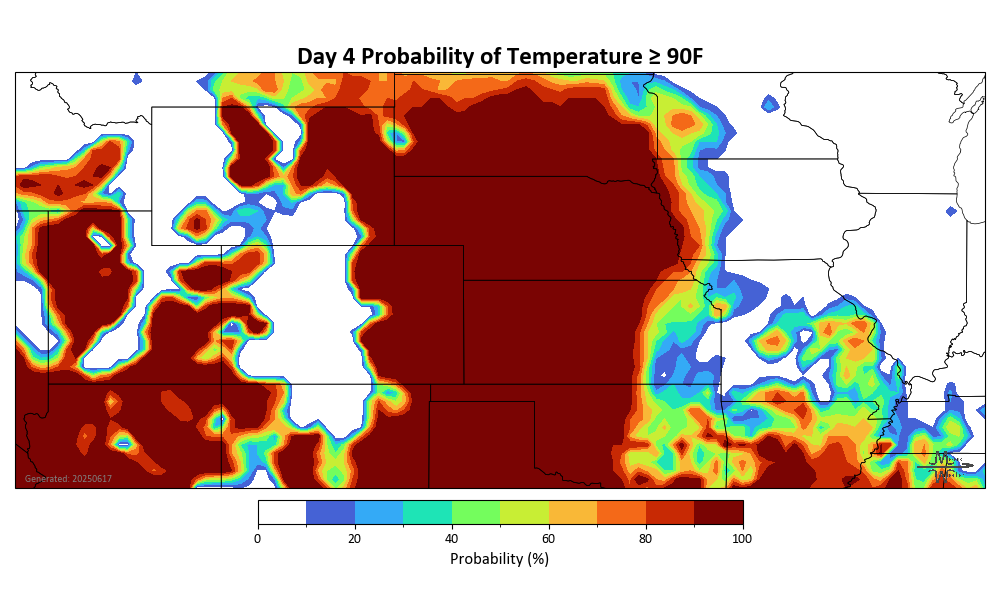 Day 4 Probability of Temperature ≥ 90F
Generated: 20250617
0 20 40 60 80 100
Probability (%)